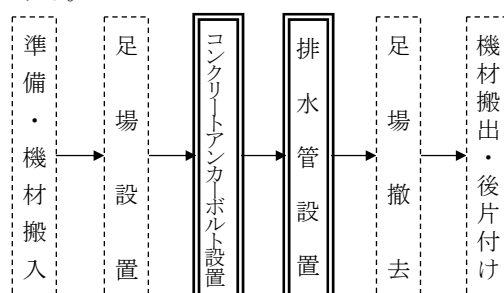 準備・機材搬入
足場設置
コンクリートアンカーボルト設置
排水管設置
足場撤去
機材搬出・後片付け